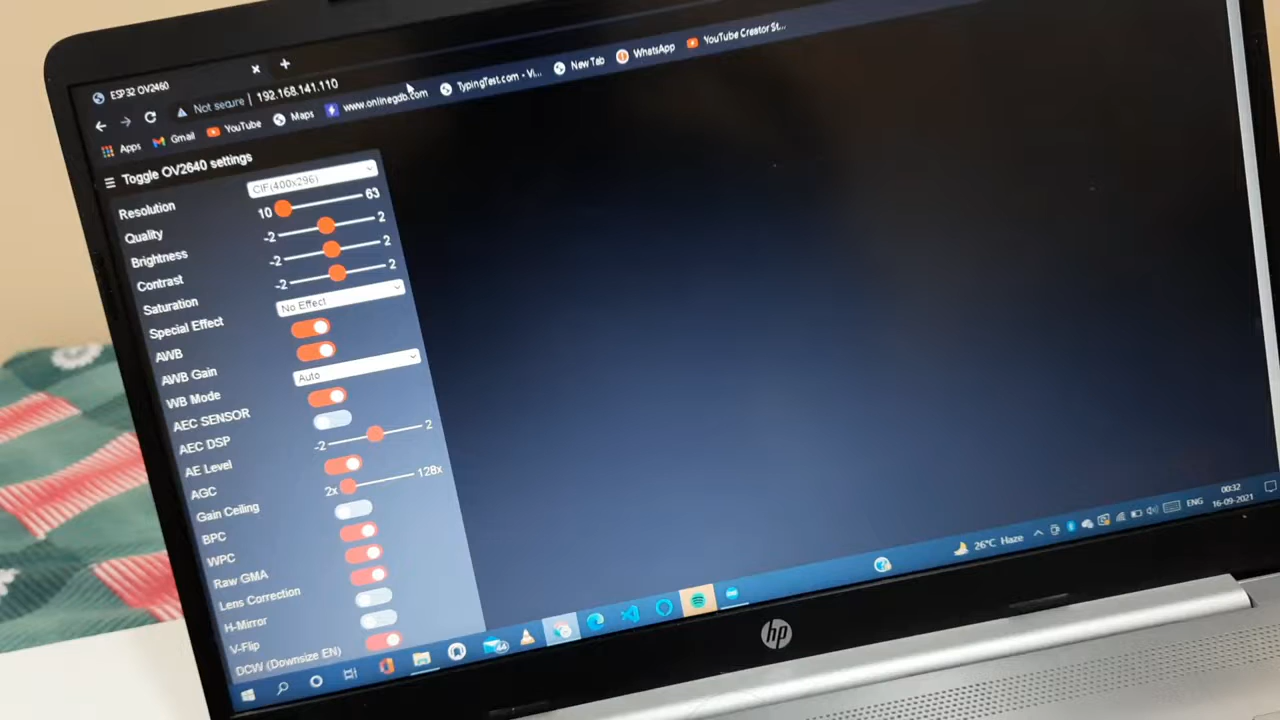 ESP32 OV2460
Not secure | 192.168.141.110
Apps Gmail YouTube Maps www.onlinegdb.com TypingTest.com - Vi... New Tab WhatsApp YouTube Creator St...
☰ Toggle OV2640 settings
Resolution CIF(400x296)
Quality 10 63
Brightness -2 2
Contrast -2 2
Saturation -2 2
Special Effect No Effect
AWB
AWB Gain
WB Mode Auto
AEC SENSOR
AEC DSP
AE Level -2 2
AGC
Gain Ceiling 2x 128x
BPC
WPC
Raw GMA
Lens Correction
H-Mirror
V-Flip
DCW (Downsize EN)
26°C Haze
ENG
00:32
16-09-2021
hp